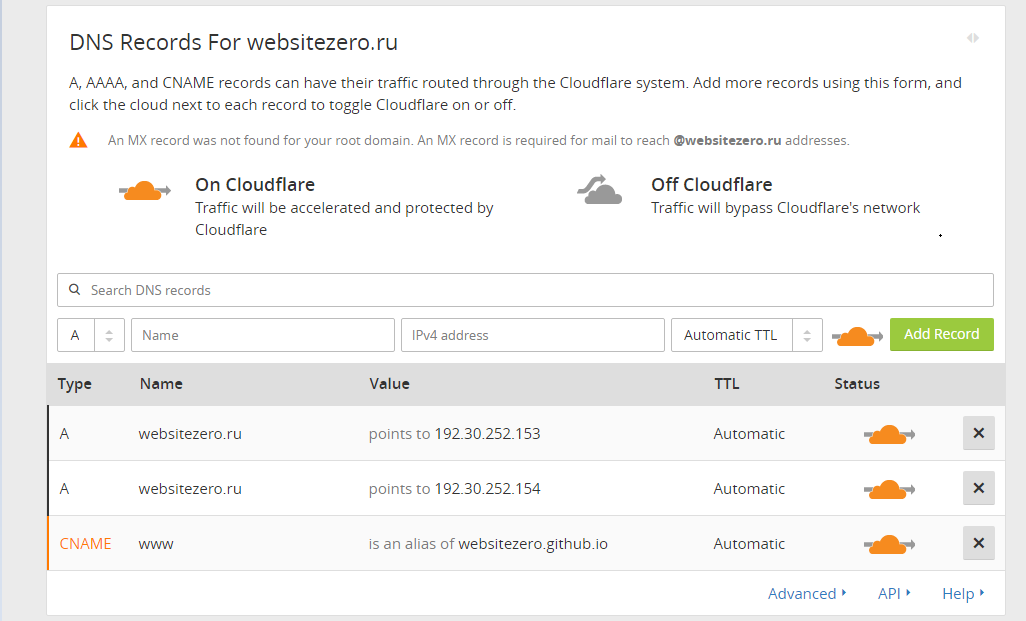 DNS Records For websitezero.ru
A, AAAA, and CNAME records can have their traffic routed through the Cloudflare system. Add more records using this form, and
click the cloud next to each record to toggle Cloudflare on or off.
An MX record was not found for your root domain. An MX record is required for mail to reach @websitezero.ru addresses.
On Cloudflare
Traffic will be accelerated and protected by
Cloudflare
Off Cloudflare
Traffic will bypass Cloudflare's network
Search DNS records
A Name IPv4 address Automatic TTL Add Record
Type Name Value TTL Status
A websitezero.ru points to 192.30.252.153 Automatic
A websitezero.ru points to 192.30.252.154 Automatic
CNAME www is an alias of websitezero.github.io Automatic
Advanced API Help